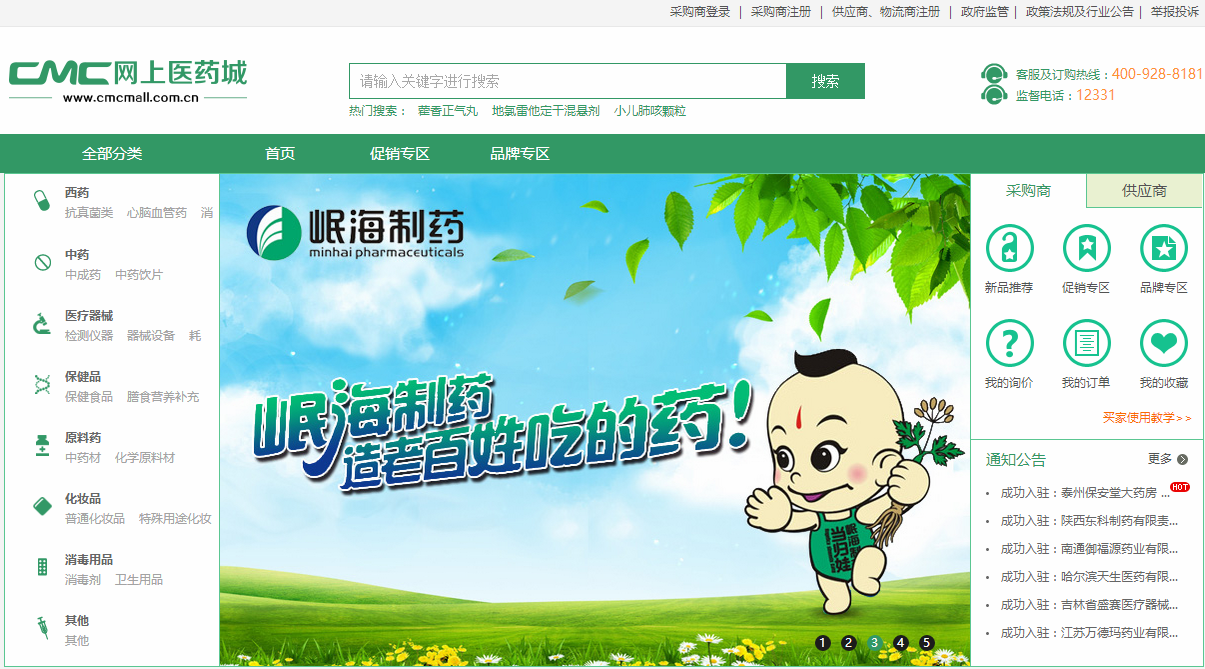 采购商登录 | 采购商注册 | 供应商、物流商注册 | 政府监管 | 政策法规及行业公告 | 举报投诉
CMC网上医药城
www.cmcmall.com.cn
请输入关键字进行搜索 搜索
热门搜索： 藿香正气丸 地氯雷他定干混悬剂 小儿肺咳颗粒
客服及订购热线：400-928-8181
监督电话：12331
全部分类 首页 促销专区 品牌专区
西药
抗真菌类 心脑血管药 消
中药
中成药 中药饮片
医疗器械
检测仪器 器械设备 耗
保健品
保健食品 膳食营养补充
原料药
中药材 化学原料材
化妆品
普通化妆品 特殊用途化妆
消毒用品
消毒剂 卫生用品
其他
其他
岷海制药
minhai pharmaceuticals
岷海制药
造老百姓吃的药！
当归娃
岷海制药
1 2 3 4 5
采购商 供应商
新品推荐 促销专区 品牌专区
我的询价 我的订单 我的收藏
买家使用教学>>
通知公告 更多
• 成功入驻：泰州保安堂大药房 ... HOT
• 成功入驻：陕西东科制药有限责...
• 成功入驻：南通御福源药业有限...
• 成功入驻：哈尔滨天生医药有限...
• 成功入驻：吉林省盛赛医疗器械...
• 成功入驻：江苏万德玛药业有限...